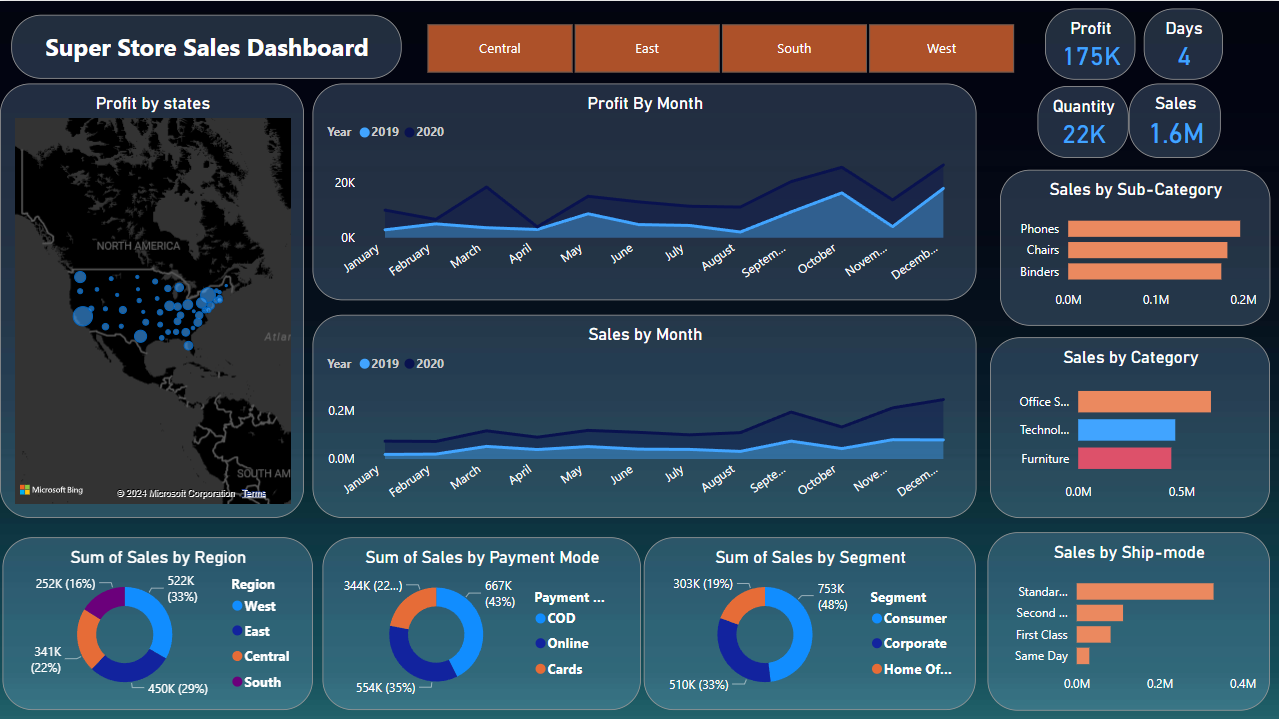 Super Store Sales Dashboard
Central
East
South
West
Profit
175K
Days
4
Quantity
22K
Sales
1.6M
Profit by states
NORTH AMERICA
Atlan
SOUTH AM
Microsoft Bing
© 2024 Microsoft Corporation Terms
Profit By Month
Year 2019 2020
20K
0K
January
February
March
April
May
June
July
August
Septem...
October
Novem...
Decemb...
Sales by Month
Year 2019 2020
0.2M
0.0M
January
February
March
April
May
June
July
August
Septe...
October
Nove...
Decem...
Sales by Sub-Category
Phones
Chairs
Binders
0.0M 0.1M 0.2M
Sales by Category
Office S...
Technol...
Furniture
0.0M 0.5M
Sum of Sales by Region
252K (16%)
522K
(33%)
341K
(22%)
450K (29%)
Region
West
East
Central
South
Sum of Sales by Payment Mode
344K (22...)
667K
(43%)
554K (35%)
Payment ...
COD
Online
Cards
Sum of Sales by Segment
303K (19%)
753K
(48%)
510K (33%)
Segment
Consumer
Corporate
Home Of...
Sales by Ship-mode
Standar...
Second ...
First Class
Same Day
0.0M 0.2M 0.4M